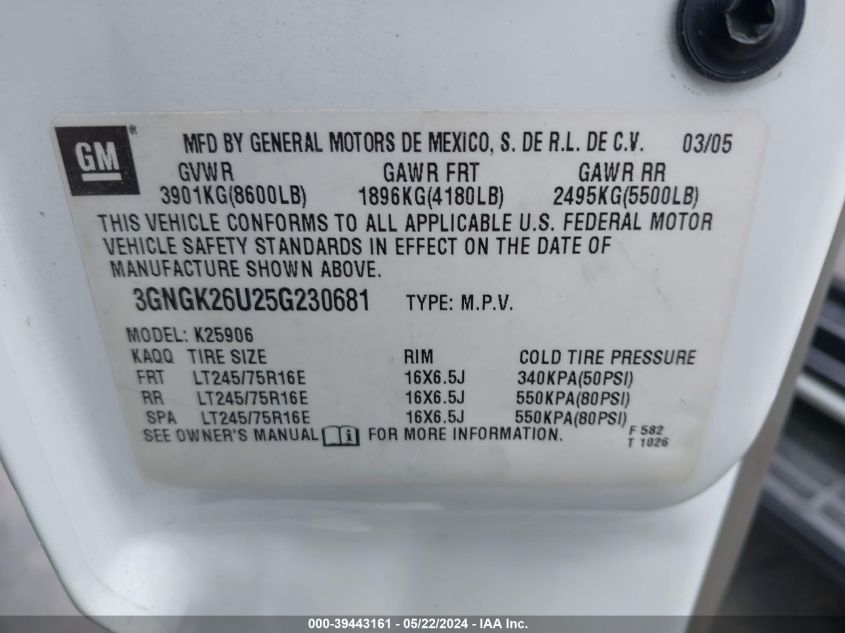 GM®
MFD BY GENERAL MOTORS DE MEXICO, S. DE R.L. DE C.V. 03/05
GVWR GAWR FRT GAWR RR
3901KG(8600LB) 1896KG(4180LB) 2495KG(5500LB)
THIS VEHICLE CONFORMS TO ALL APPLICABLE U.S. FEDERAL MOTOR
VEHICLE SAFETY STANDARDS IN EFFECT ON THE DATE OF
MANUFACTURE SHOWN ABOVE.
3GNGK26U25G230681 TYPE: M.P.V.
MODEL: K25906
KAQQ TIRE SIZE RIM COLD TIRE PRESSURE
FRT LT245/75R16E 16X6.5J 340KPA(50PSI)
RR LT245/75R16E 16X6.5J 550KPA(80PSI)
SPA LT245/75R16E 16X6.5J 550KPA(80PSI)
SEE OWNER'S MANUAL i FOR MORE INFORMATION.
F 582
T 1026
000-39443161 - 05/22/2024 - IAA Inc.